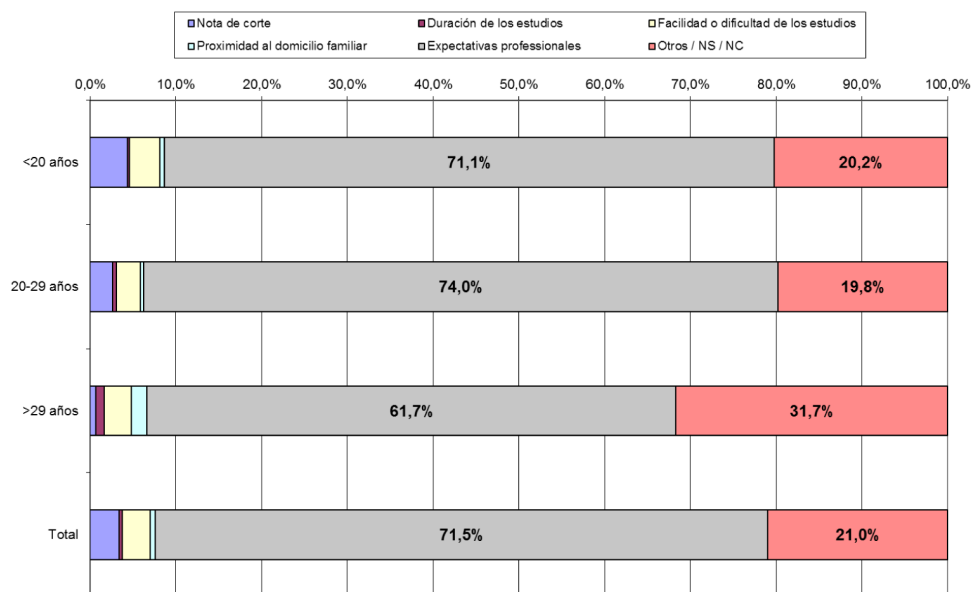 Nota de corte Duración de los estudios Facilidad o dificultad de los estudios
Proximidad al domicilio familiar Expectativas professionales Otros / NS / NC
0,0% 10,0% 20,0% 30,0% 40,0% 50,0% 60,0% 70,0% 80,0% 90,0% 100,0%
<20 años 71,1% 20,2%
20-29 años 74,0% 19,8%
>29 años 61,7% 31,7%
Total 71,5% 21,0%